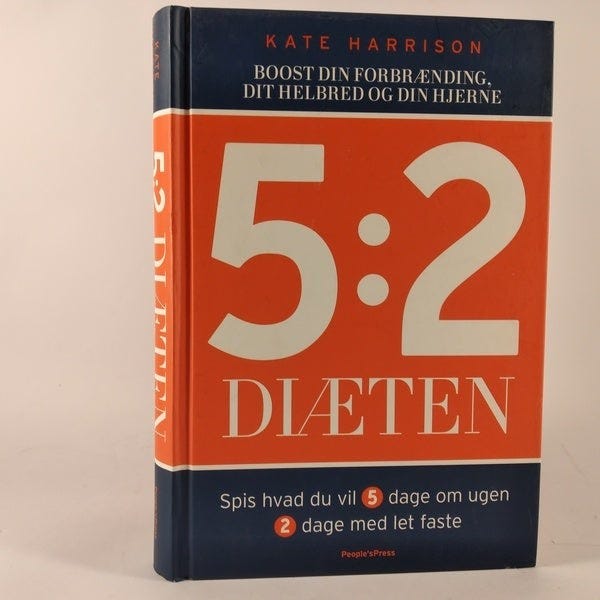 KATE HARRISON
BOOST DIN FORBRÆNDING,
DIT HELBRED OG DIN HJERNE
5:2
DIÆTEN
Spis hvad du vil 5 dage om ugen
2 dage med let faste
People'sPress
KATE
5:2 DIÆTEN